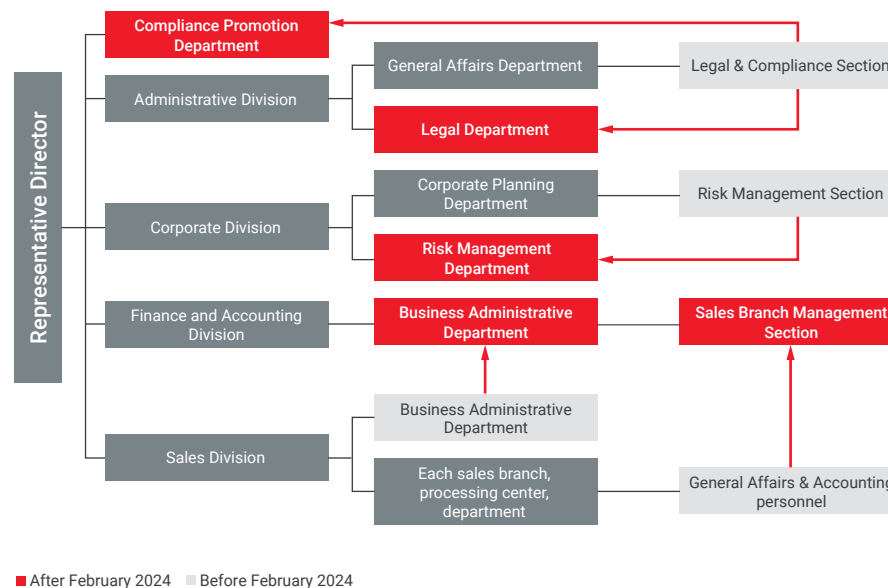 Compliance Promotion
Department
General Affairs Department
Legal & Compliance Section
Administrative Division
Legal Department
Representative Director
Corporate Planning
Department
Risk Management Section
Corporate Division
Risk Management
Department
Finance and Accounting
Division
Business Administrative
Department
Sales Branch Management
Section
Business Administrative
Department
Sales Division
Each sales branch,
processing center,
department
General Affairs & Accounting
personnel
After February 2024
Before February 2024